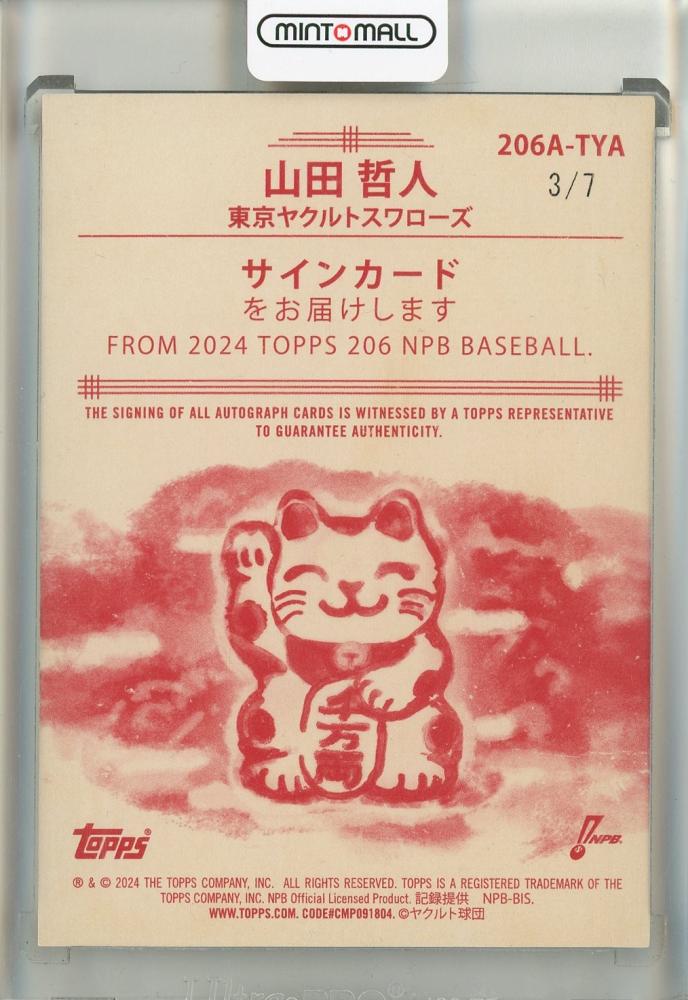 MINT MALL
206A-TYA
3/7
山田 哲人
東京ヤクルトスワローズ
サインカード
をお届けします
FROM 2024 TOPPS 206 NPB BASEBALL.
THE SIGNING OF ALL AUTOGRAPH CARDS IS WITNESSED BY A TOPPS REPRESENTATIVE
TO GUARANTEE AUTHENTICITY.
千万両
topps®
NPB.
® & © 2024 THE TOPPS COMPANY, INC. ALL RIGHTS RESERVED. TOPPS IS A REGISTERED TRADEMARK OF THE
TOPPS COMPANY, INC. NPB Official Licensed Product. 記録提供 NPB-BIS.
WWW.TOPPS.COM. CODE#CMP091804. ©ヤクルト球団